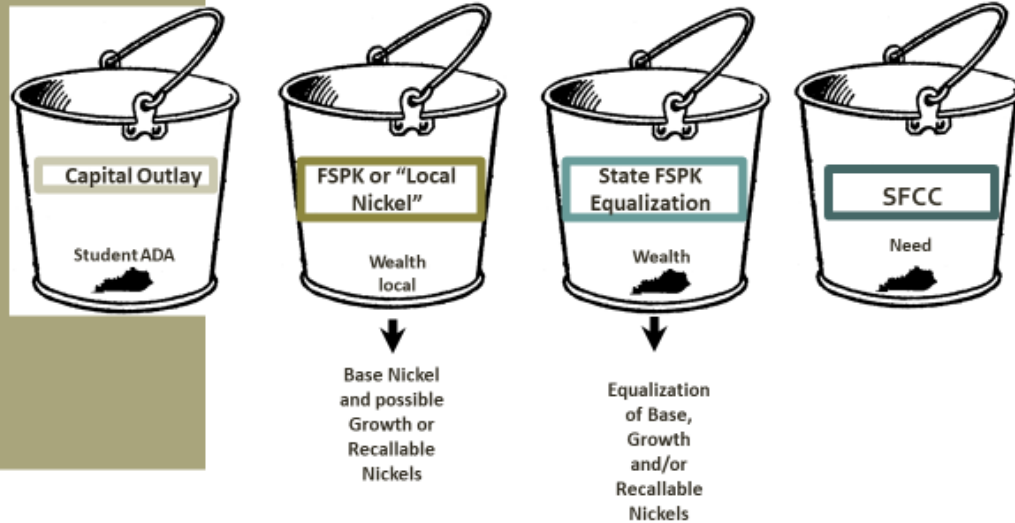 Capital Outlay
Student ADA
FSPK or “Local
Nickel”
Wealth
local
Base Nickel
and possible
Growth or
Recallable
Nickels
State FSPK
Equalization
Wealth
Equalization
of Base,
Growth
and/or
Recallable
Nickels
SFCC
Need